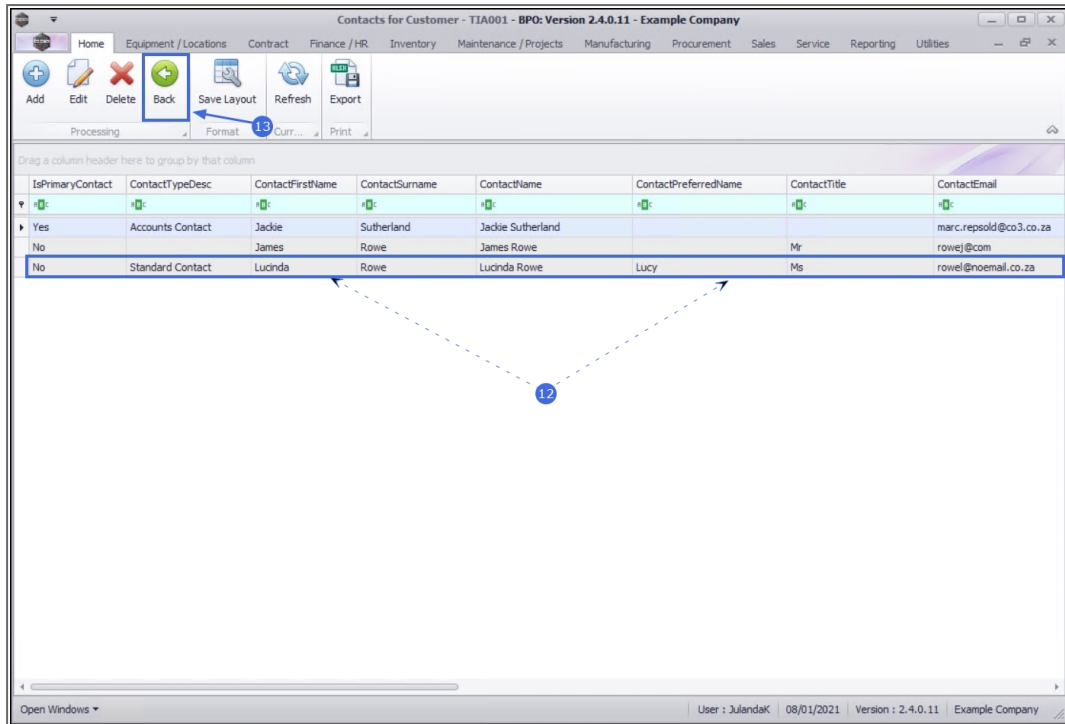 Contacts for Customer - TIA001 - BPO: Version 2.4.0.11 - Example Company
Home Equipment / Locations Contract Finance / HR Inventory Maintenance / Projects Manufacturing Procurement Sales Service Reporting Utilities
XLSX
Add Edit Delete Back Save Layout Refresh Export
13
Processing Format Curr... Print
Drag a column header here to group by that column
IsPrimaryContact ContactTypeDesc ContactFirstName ContactSurname ContactName ContactPreferredName ContactTitle ContactEmail
Yes Accounts Contact Jackie Sutherland Jackie Sutherland marc.repsold@co3.co.za
No James Rowe James Rowe Mr rowej@com
No Standard Contact Lucinda Rowe Lucinda Rowe Lucy Ms rowel@noemail.co.za
12
Open Windows User : JulandaK 08/01/2021 Version : 2.4.0.11 Example Company